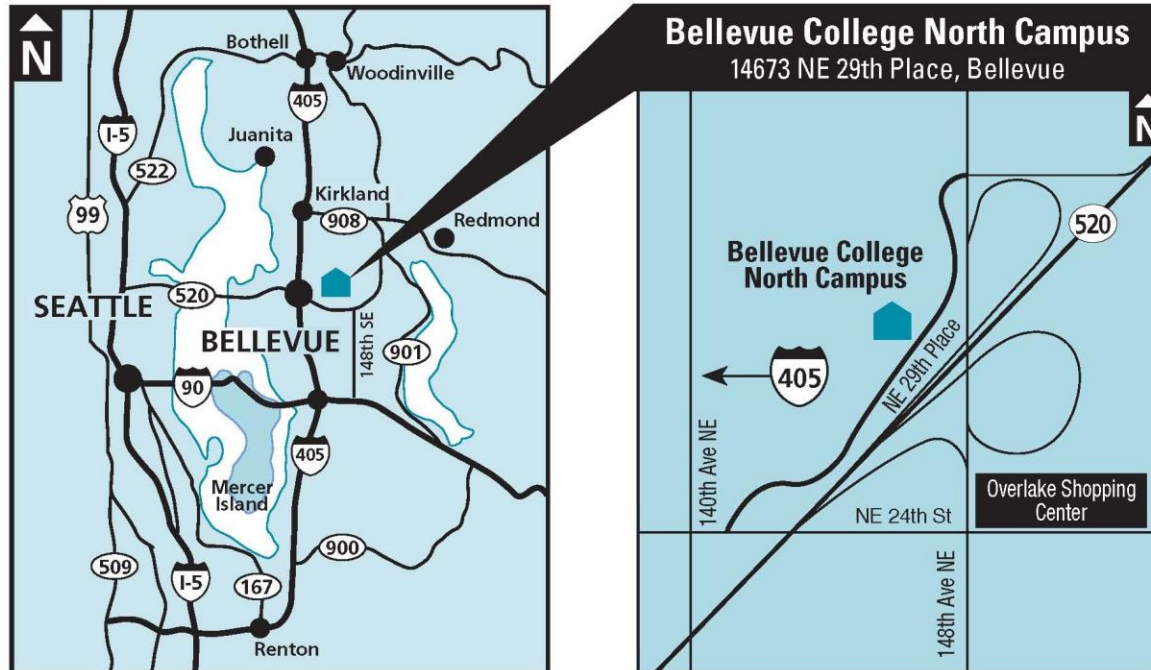 N
Bothell
Woodinville
405
I-5
Juanita
522
99
Kirkland
908
Redmond
520
SEATTLE
BELLEVUE
148th SE
901
90
405
Mercer
Island
900
509
I-5
167
Renton
Bellevue College North Campus
14673 NE 29th Place, Bellevue
N
520
Bellevue College
North Campus
NE 29th Place
405
140th Ave NE
Overlake Shopping
Center
NE 24th St
148th Ave NE